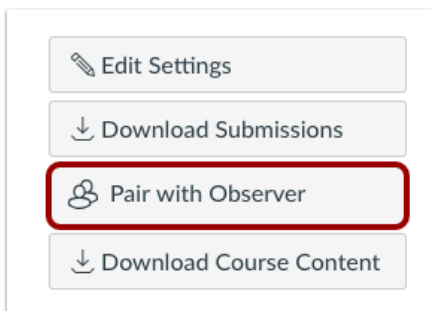 Edit Settings
Download Submissions
Pair with Observer
Download Course Content